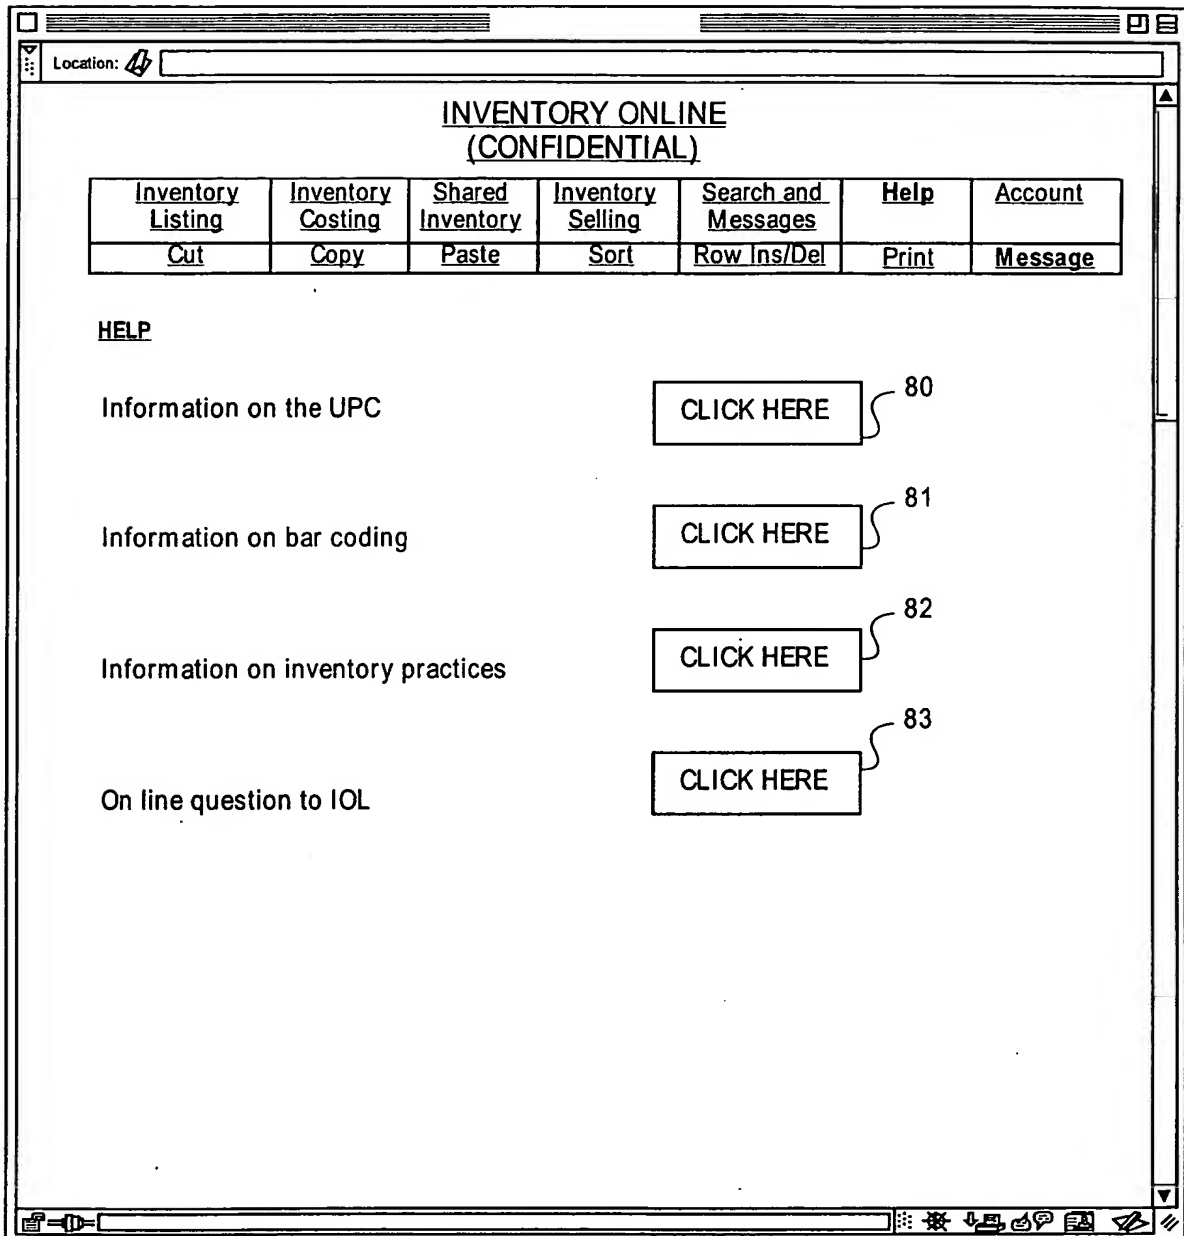 Location:
INVENTORY ONLINE
(CONFIDENTIAL)
Inventory Listing Inventory Costing Shared Inventory Inventory Selling Search and Messages Help Account
Cut Copy Paste Sort Row Ins/Del Print Message
HELP
Information on the UPC CLICK HERE 80
Information on bar coding CLICK HERE 81
Information on inventory practices CLICK HERE 82
On line question to IOL CLICK HERE 83